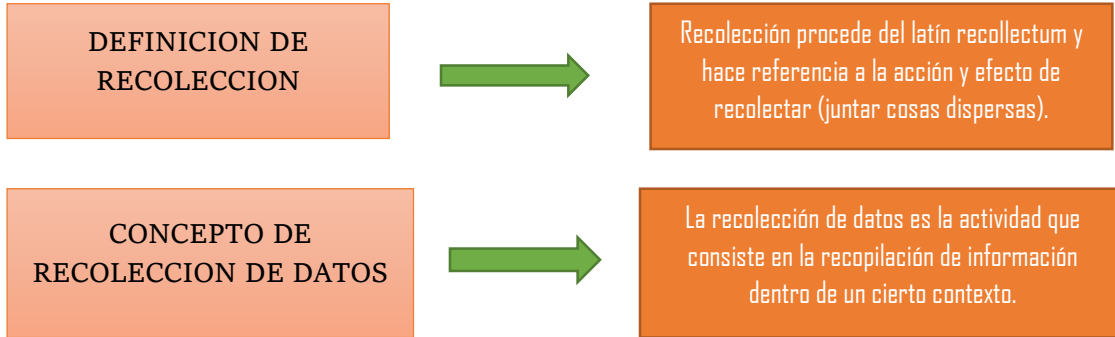 DEFINICION DE
RECOLECCION
Recolección procede del latín recollectum y
hace referencia a la acción y efecto de
recolectar (juntar cosas dispersas).
CONCEPTO DE
RECOLECCION DE DATOS
La recolección de datos es la actividad que
consiste en la recopilación de información
dentro de un cierto contexto.